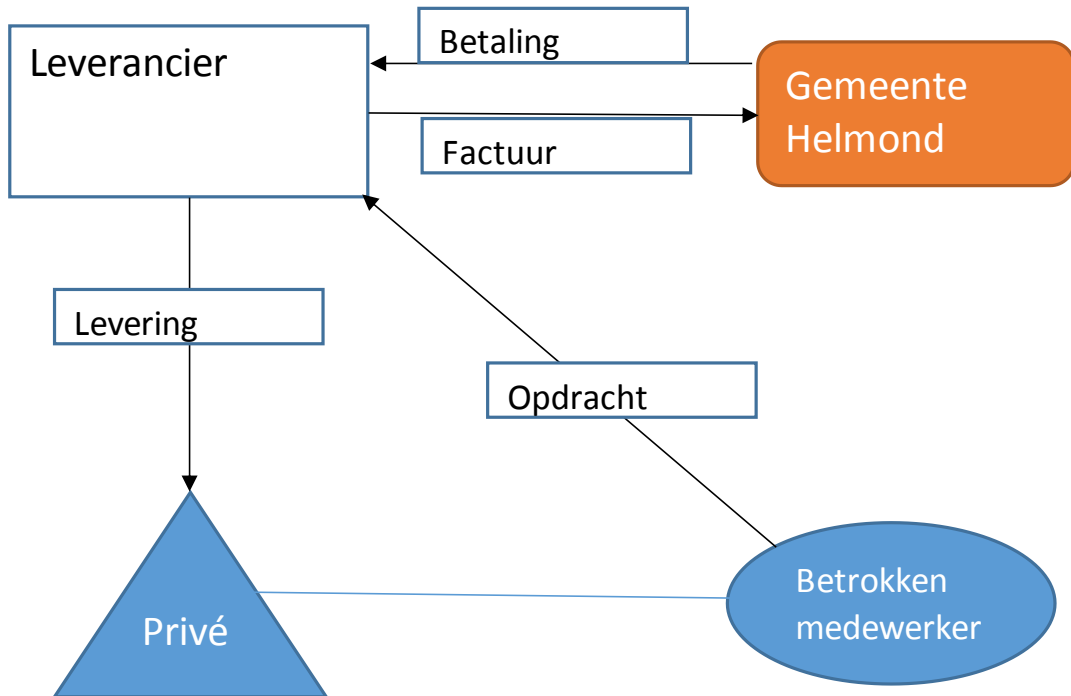 Betaling
Leverancier
Gemeente
Helmond
Factuur
Levering
Opdracht
Betrokken
medewerker
Privé